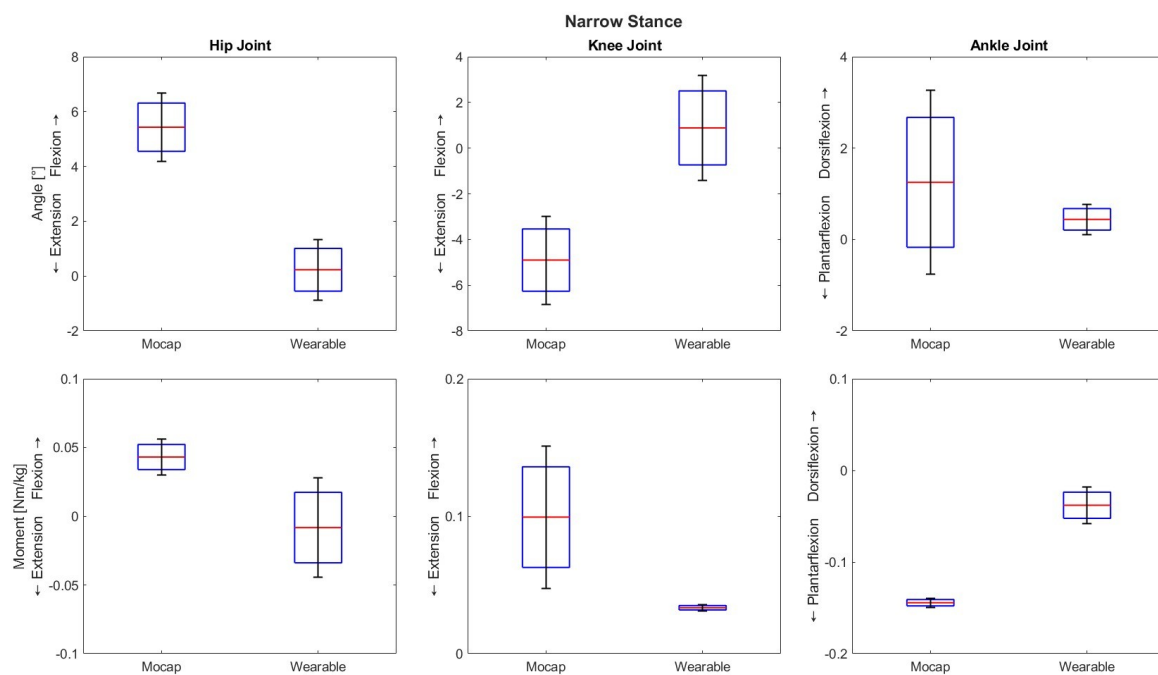 Narrow Stance
Hip Joint
Knee Joint
Ankle Joint
Angle [°]
← Extension Flexion →
8
6
4
2
0
-2
Mocap
Wearable
← Extension Flexion →
4
2
0
-2
-4
-6
-8
Mocap
Wearable
← Plantarflexion Dorsiflexion →
4
2
0
-2
Mocap
Wearable
Moment [Nm/kg]
← Extension Flexion →
0.1
0.05
0
-0.05
-0.1
Mocap
Wearable
← Extension Flexion →
0.2
0.1
0
Mocap
Wearable
← Plantarflexion Dorsiflexion →
0.1
0
-0.1
-0.2
Mocap
Wearable